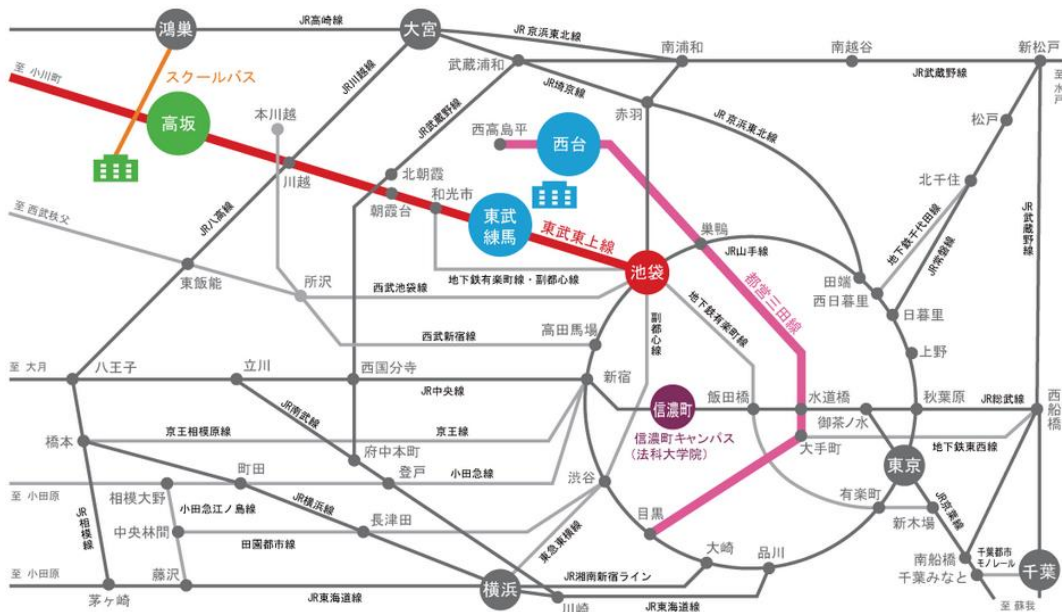 JR高崎線
鴻巣
大宮
JR京浜東北線
南浦和
南越谷
新松戸
武蔵浦和
JR武蔵野線
至 小川町
スクールバス
JR川越線
JR埼京線
至 水戸
高坂
本川越
JR武蔵野線
赤羽
JR京浜東北線
松戸
西高島平
西台
北朝霞
川越
朝霞台
和光市
北千住
東武練馬
東武東上線
巣鴨
JR山手線
地下鉄千代田線
JR常磐線
JR武蔵野線
至 西武秩父
JR八高線
池袋
田端
西日暮里
東飯能
所沢
西武池袋線
地下鉄有楽町線・副都心線
都営三田線
日暮里
西武新宿線
高田馬場
副都心線
地下鉄有楽町線
上野
至 大月
八王子
立川
西国分寺
JR中央線
新宿
信濃町
飯田橋
水道橋
秋葉原
JR総武線
西船橋
JR南武線
御茶ノ水
信濃町キャンパス
(法科大学院)
橋本
京王相模原線
京王線
大手町
地下鉄東西線
府中本町
東京
至 小田原
相模大野
町田
登戸
小田急線
渋谷
JR相模線
小田急江ノ島線
JR横浜線
有楽町
新木場
JR京葉線
中央林間
長津田
田園都市線
東急東横線
目黒
大崎
品川
南船橋
千葉都市
モノレール
千葉
千葉みなと
至 小田原
茅ヶ崎
藤沢
横浜
JR湘南新宿ライン
JR東海道線
川崎
JR東海道線
至 蘇我